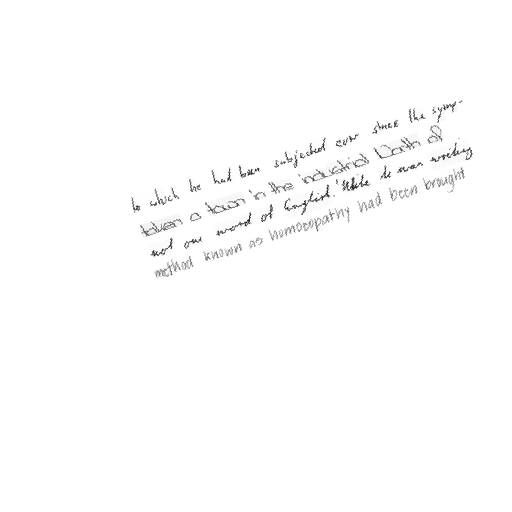 to which he had been subjected ever since the symp-
taken a town in the industrial North of
not one word of English.' While he was working
method known as homoeopathy had been brought